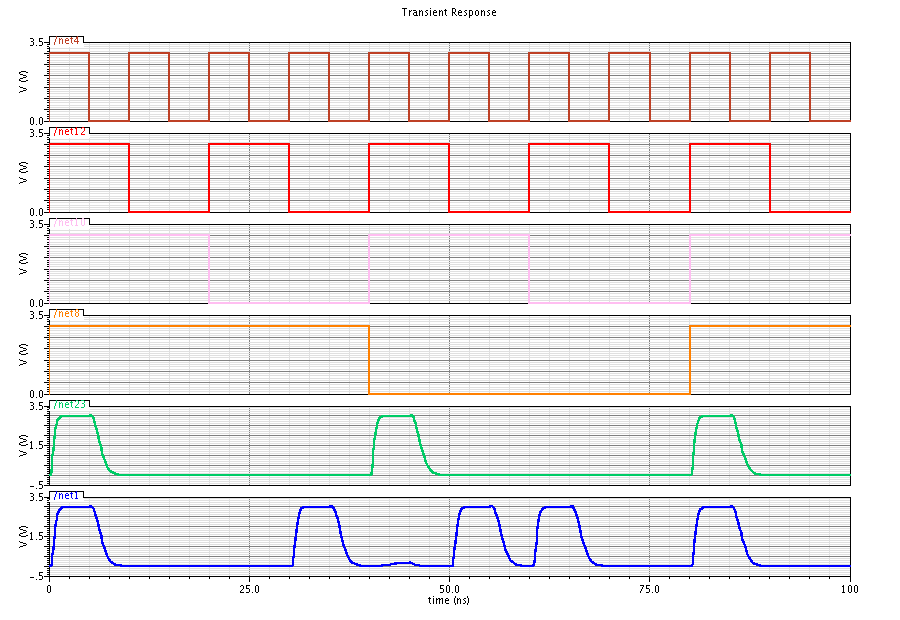 Transient Response
/net4
3.5
V (V)
0.0
/net12
3.5
V (V)
0.0
3.5
V (V)
0.0
/net8
3.5
V (V)
0.0
/net23
3.5
V (V)
1.5
-.5
/net1
3.5
V (V)
1.5
-.5
0 25.0 50.0 75.0 100
time (ns)